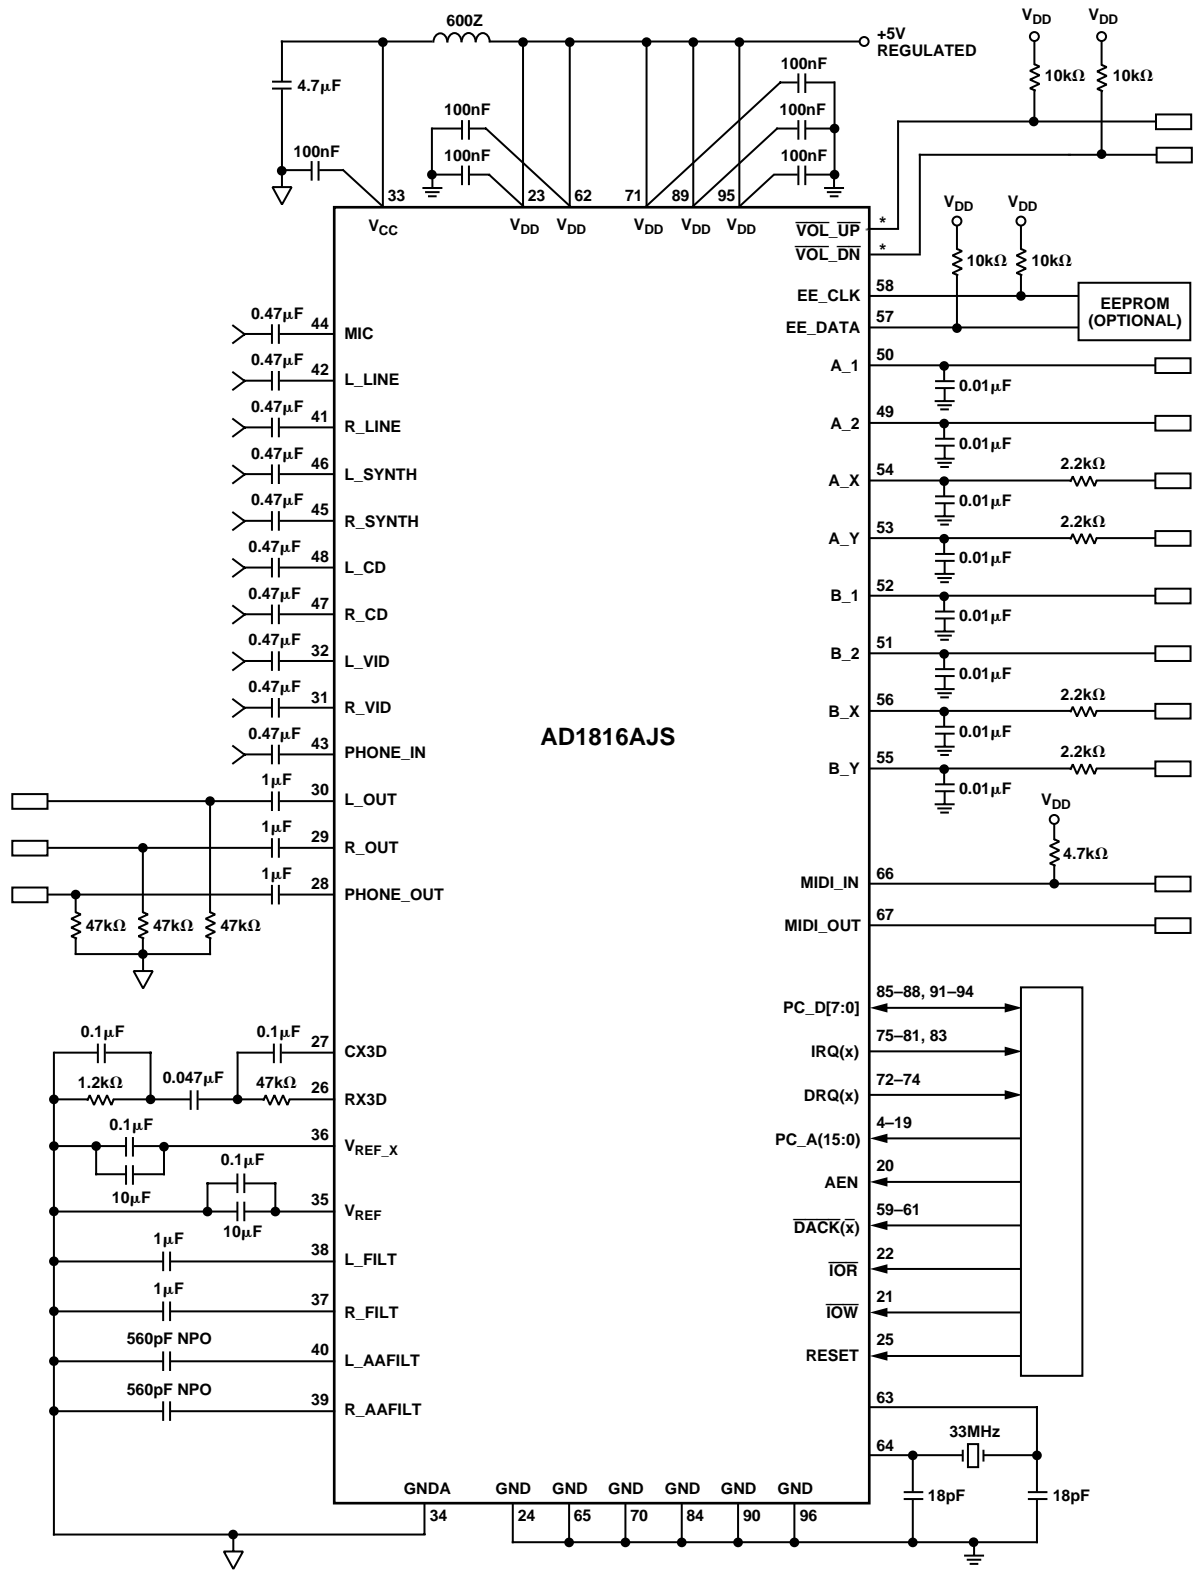 600Z
+5V
REGULATED
VDD VDD
4.7µF
100nF
10kΩ 10kΩ
100nF 100nF
100nF
100nF 100nF
33 23 62 71 89 95
VCC VDD VDD VDD VDD VDD
VOL_UP *
VOL_DN *
VDD VDD
10kΩ 10kΩ
EE_CLK 58
EE_DATA 57
EEPROM
(OPTIONAL)
0.47µF 44 MIC
0.47µF 42 L_LINE
0.47µF 41 R_LINE
0.47µF 46 L_SYNTH
0.47µF 45 R_SYNTH
0.47µF 48 L_CD
0.47µF 47 R_CD
0.47µF 32 L_VID
0.47µF 31 R_VID
0.47µF 43 PHONE_IN
1µF 30 L_OUT
1µF 29 R_OUT
1µF 28 PHONE_OUT
47kΩ 47kΩ 47kΩ
AD1816AJS
A_1 50
0.01µF
A_2 49
0.01µF
A_X 54 2.2kΩ
0.01µF
A_Y 53 2.2kΩ
0.01µF
B_1 52
0.01µF
B_2 51
0.01µF
B_X 56 2.2kΩ
0.01µF
B_Y 55 2.2kΩ
0.01µF
VDD
4.7kΩ
MIDI_IN 66
MIDI_OUT 67
PC_D[7:0] 85–88, 91–94
IRQ(x) 75–81, 83
DRQ(x) 72–74
PC_A(15:0) 4–19
AEN 20
DACK(x) 59–61
IOR 22
IOW 21
RESET 25
0.1µF 0.1µF 27 CX3D
1.2kΩ 0.047µF 47kΩ 26 RX3D
0.1µF 36 VREF_X
10µF
0.1µF 35 VREF
10µF
1µF 38 L_FILT
1µF 37 R_FILT
560pF NPO 40 L_AAFILT
560pF NPO 39 R_AAFILT
63
64 33MHz
18pF 18pF
GNDA GND GND GND GND GND GND
34 24 65 70 84 90 96